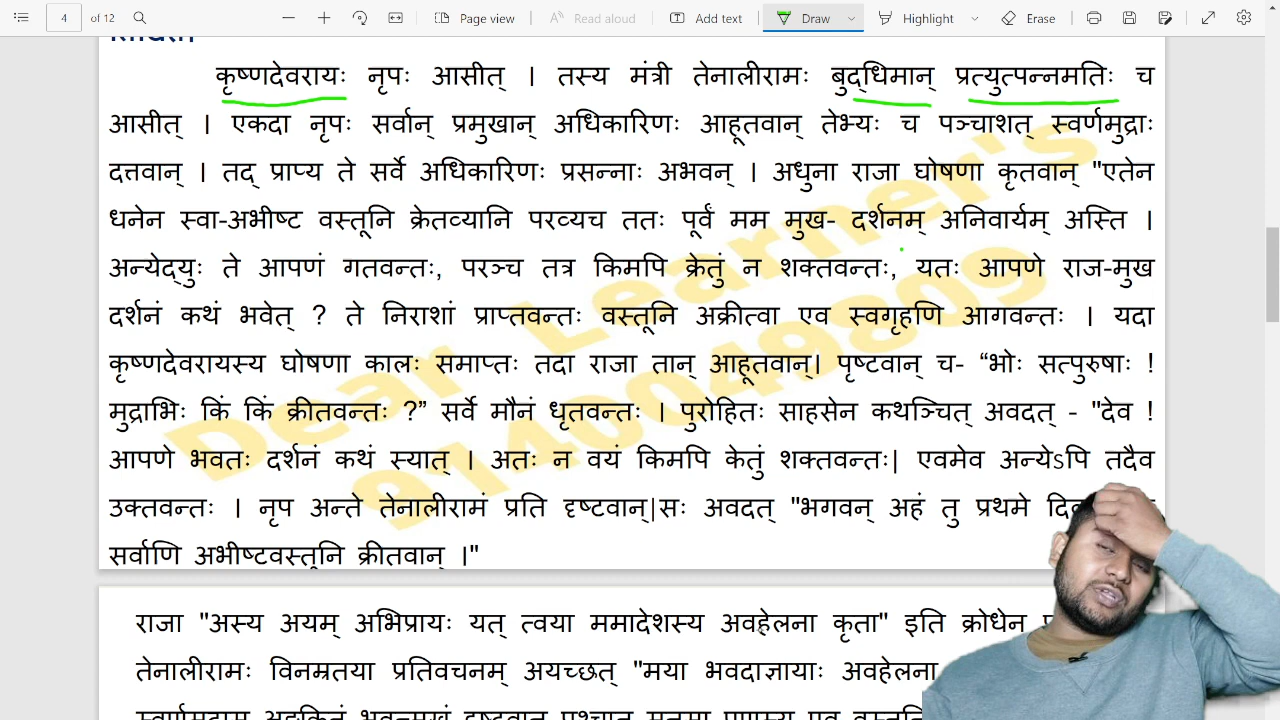 4 of 12 Page view Read aloud Add text Draw Highlight Erase
कृष्णदेवरायः नृपः आसीत् । तस्य मंत्री तेनालीरामः बुद्धिमान् प्रत्युत्पन्नमतिः च
आसीत् । एकदा नृपः सर्वान् प्रमुखान् अधिकारिणः आहूतवान् तेभ्यः च पञ्चाशत् स्वर्णमुद्राः
दत्तवान् । तद् प्राप्य ते सर्वे अधिकारिणः प्रसन्नाः अभवन् । अधुना राजा घोषणा कृतवान् "एतेन
धनेन स्वा-अभीष्ट वस्तूनि क्रेतव्यानि परव्यच ततः पूर्वं मम मुख- दर्शनम् अनिवार्यम् अस्ति ।
अन्येद्युः ते आपणं गतवन्तः, परञ्च तत्र किमपि क्रेतुं न शक्तवन्तः, यतः आपणे राज-मुख
दर्शनं कथं भवेत् ? ते निराशां प्राप्तवन्तः वस्तूनि अक्रीत्वा एव स्वगृहणि आगवन्तः । यदा
कृष्णदेवरायस्य घोषणा कालः समाप्तः तदा राजा तान् आहूतवान्। पृष्टवान् च- “भोः सत्पुरुषाः !
मुद्राभिः किं किं क्रीतवन्तः ?” सर्वे मौनं धृतवन्तः । पुरोहितः साहसेन कथञ्चित् अवदत् - "देव !
आपणे भवतः दर्शनं कथं स्यात् । अतः न वयं किमपि केतुं शक्तवन्तः| एवमेव अन्येऽपि तदैव
उक्तवन्तः । नृप अन्ते तेनालीरामं प्रति दृष्टवान्|सः अवदत् "भगवन् अहं तु प्रथमे
सर्वाणि अभीष्टवस्तूनि क्रीतवान् ।"
राजा "अस्य अयम् अभिप्रायः यत् त्वया ममादेशस्य अवहेलना कृता" इति क्रोधेन
तेनालीरामः विनम्रतया प्रतिवचनम् अयच्छत् "मया भवदाज्ञायाः अवहेलना
Dear Learner's
9140049809